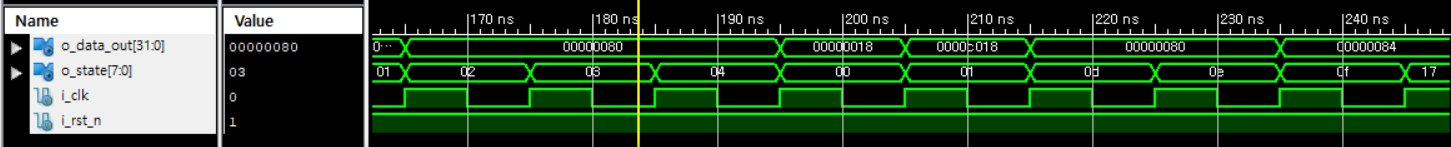 Name Value 170 ns 180 ns 190 ns 200 ns 210 ns 220 ns 230 ns 240 ns
o_data_out[31:0] 00000080 0... 00000080 00000018 0000c018 00000080 00000084
o_state[7:0] 03 01 02 03 04 00 01 0d 0e 0f 17
i_clk 0
i_rst_n 1